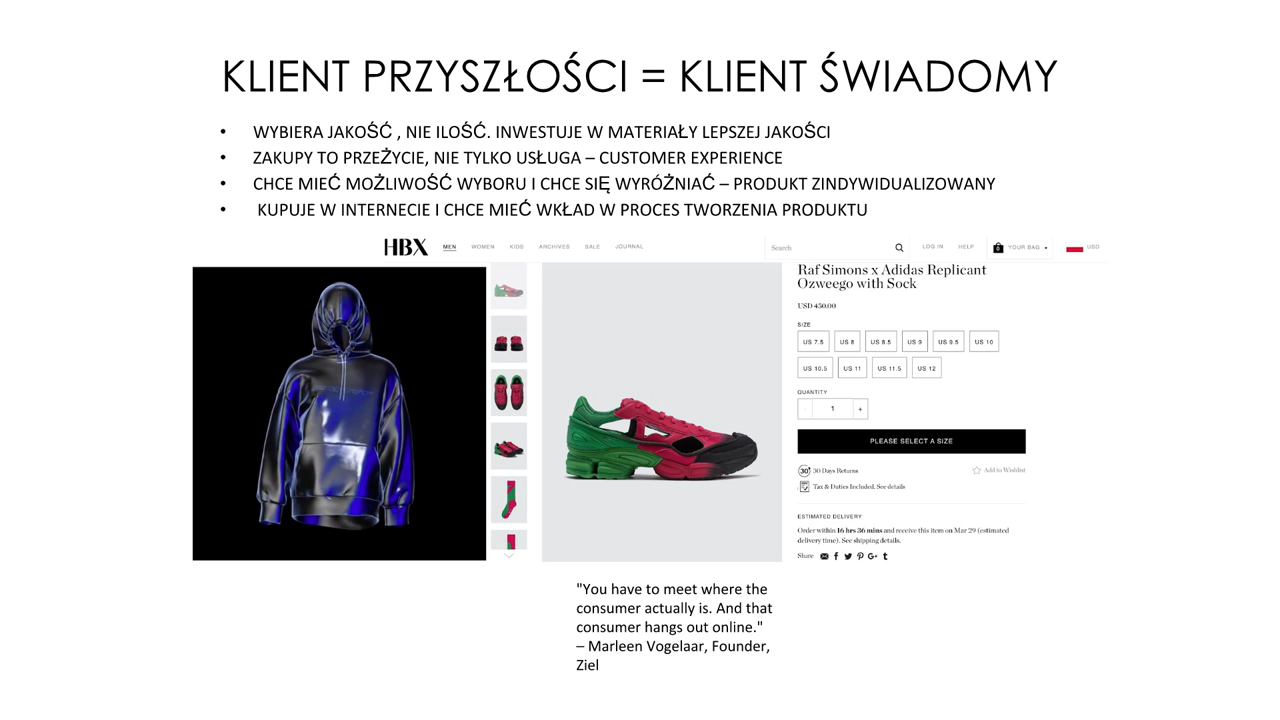 KLIENT PRZYSZŁOŚCI = KLIENT ŚWIADOMY
• WYBIERA JAKOŚĆ , NIE ILOŚĆ. INWESTUJE W MATERIAŁY LEPSZEJ JAKOŚCI
• ZAKUPY TO PRZEŻYCIE, NIE TYLKO USŁUGA – CUSTOMER EXPERIENCE
• CHCE MIEĆ MOŻLIWOŚĆ WYBORU I CHCE SIĘ WYRÓŻNIAĆ – PRODUKT ZINDYWIDUALIZOWANY
• KUPUJE W INTERNECIE I CHCE MIEĆ WKŁAD W PROCES TWORZENIA PRODUKTU
HBX MEN WOMEN KIDS ARCHIVES SALE JOURNAL Search LOG IN HELP 0 YOUR BAG USD
Raf Simons x Adidas Replicant
Ozweego with Sock
USD 450.00
SIZE
US 7.5 US 8 US 8.5 US 9 US 9.5 US 10
US 10.5 US 11 US 11.5 US 12
QUANTITY
- 1 +
PLEASE SELECT A SIZE
30 30 Days Returns Add to Wishlist
Tax & Duties Included. See details
ESTIMATED DELIVERY
Order within 16 hrs 36 mins and receive this item on Mar 29 (estimated
delivery time). See shipping details.
Share
"You have to meet where the
consumer actually is. And that
consumer hangs out online."
– Marleen Vogelaar, Founder,
Ziel